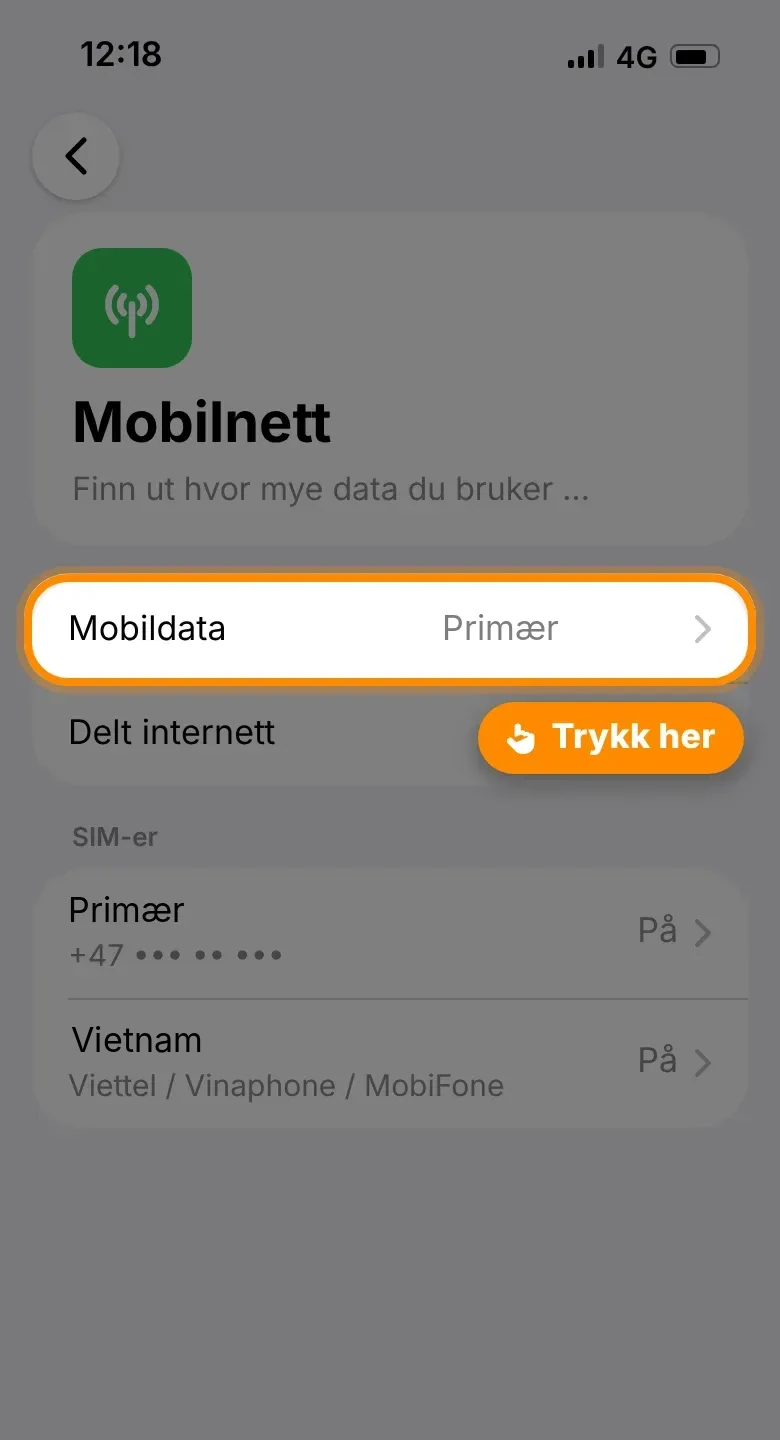 12:18
4G
Mobilnett
Finn ut hvor mye data du bruker ...
Mobildata Primær
Delt internett
Trykk her
SIM-er
Primær
På
+47 ••• •• •••
Vietnam
På
Viettel / Vinaphone / MobiFone